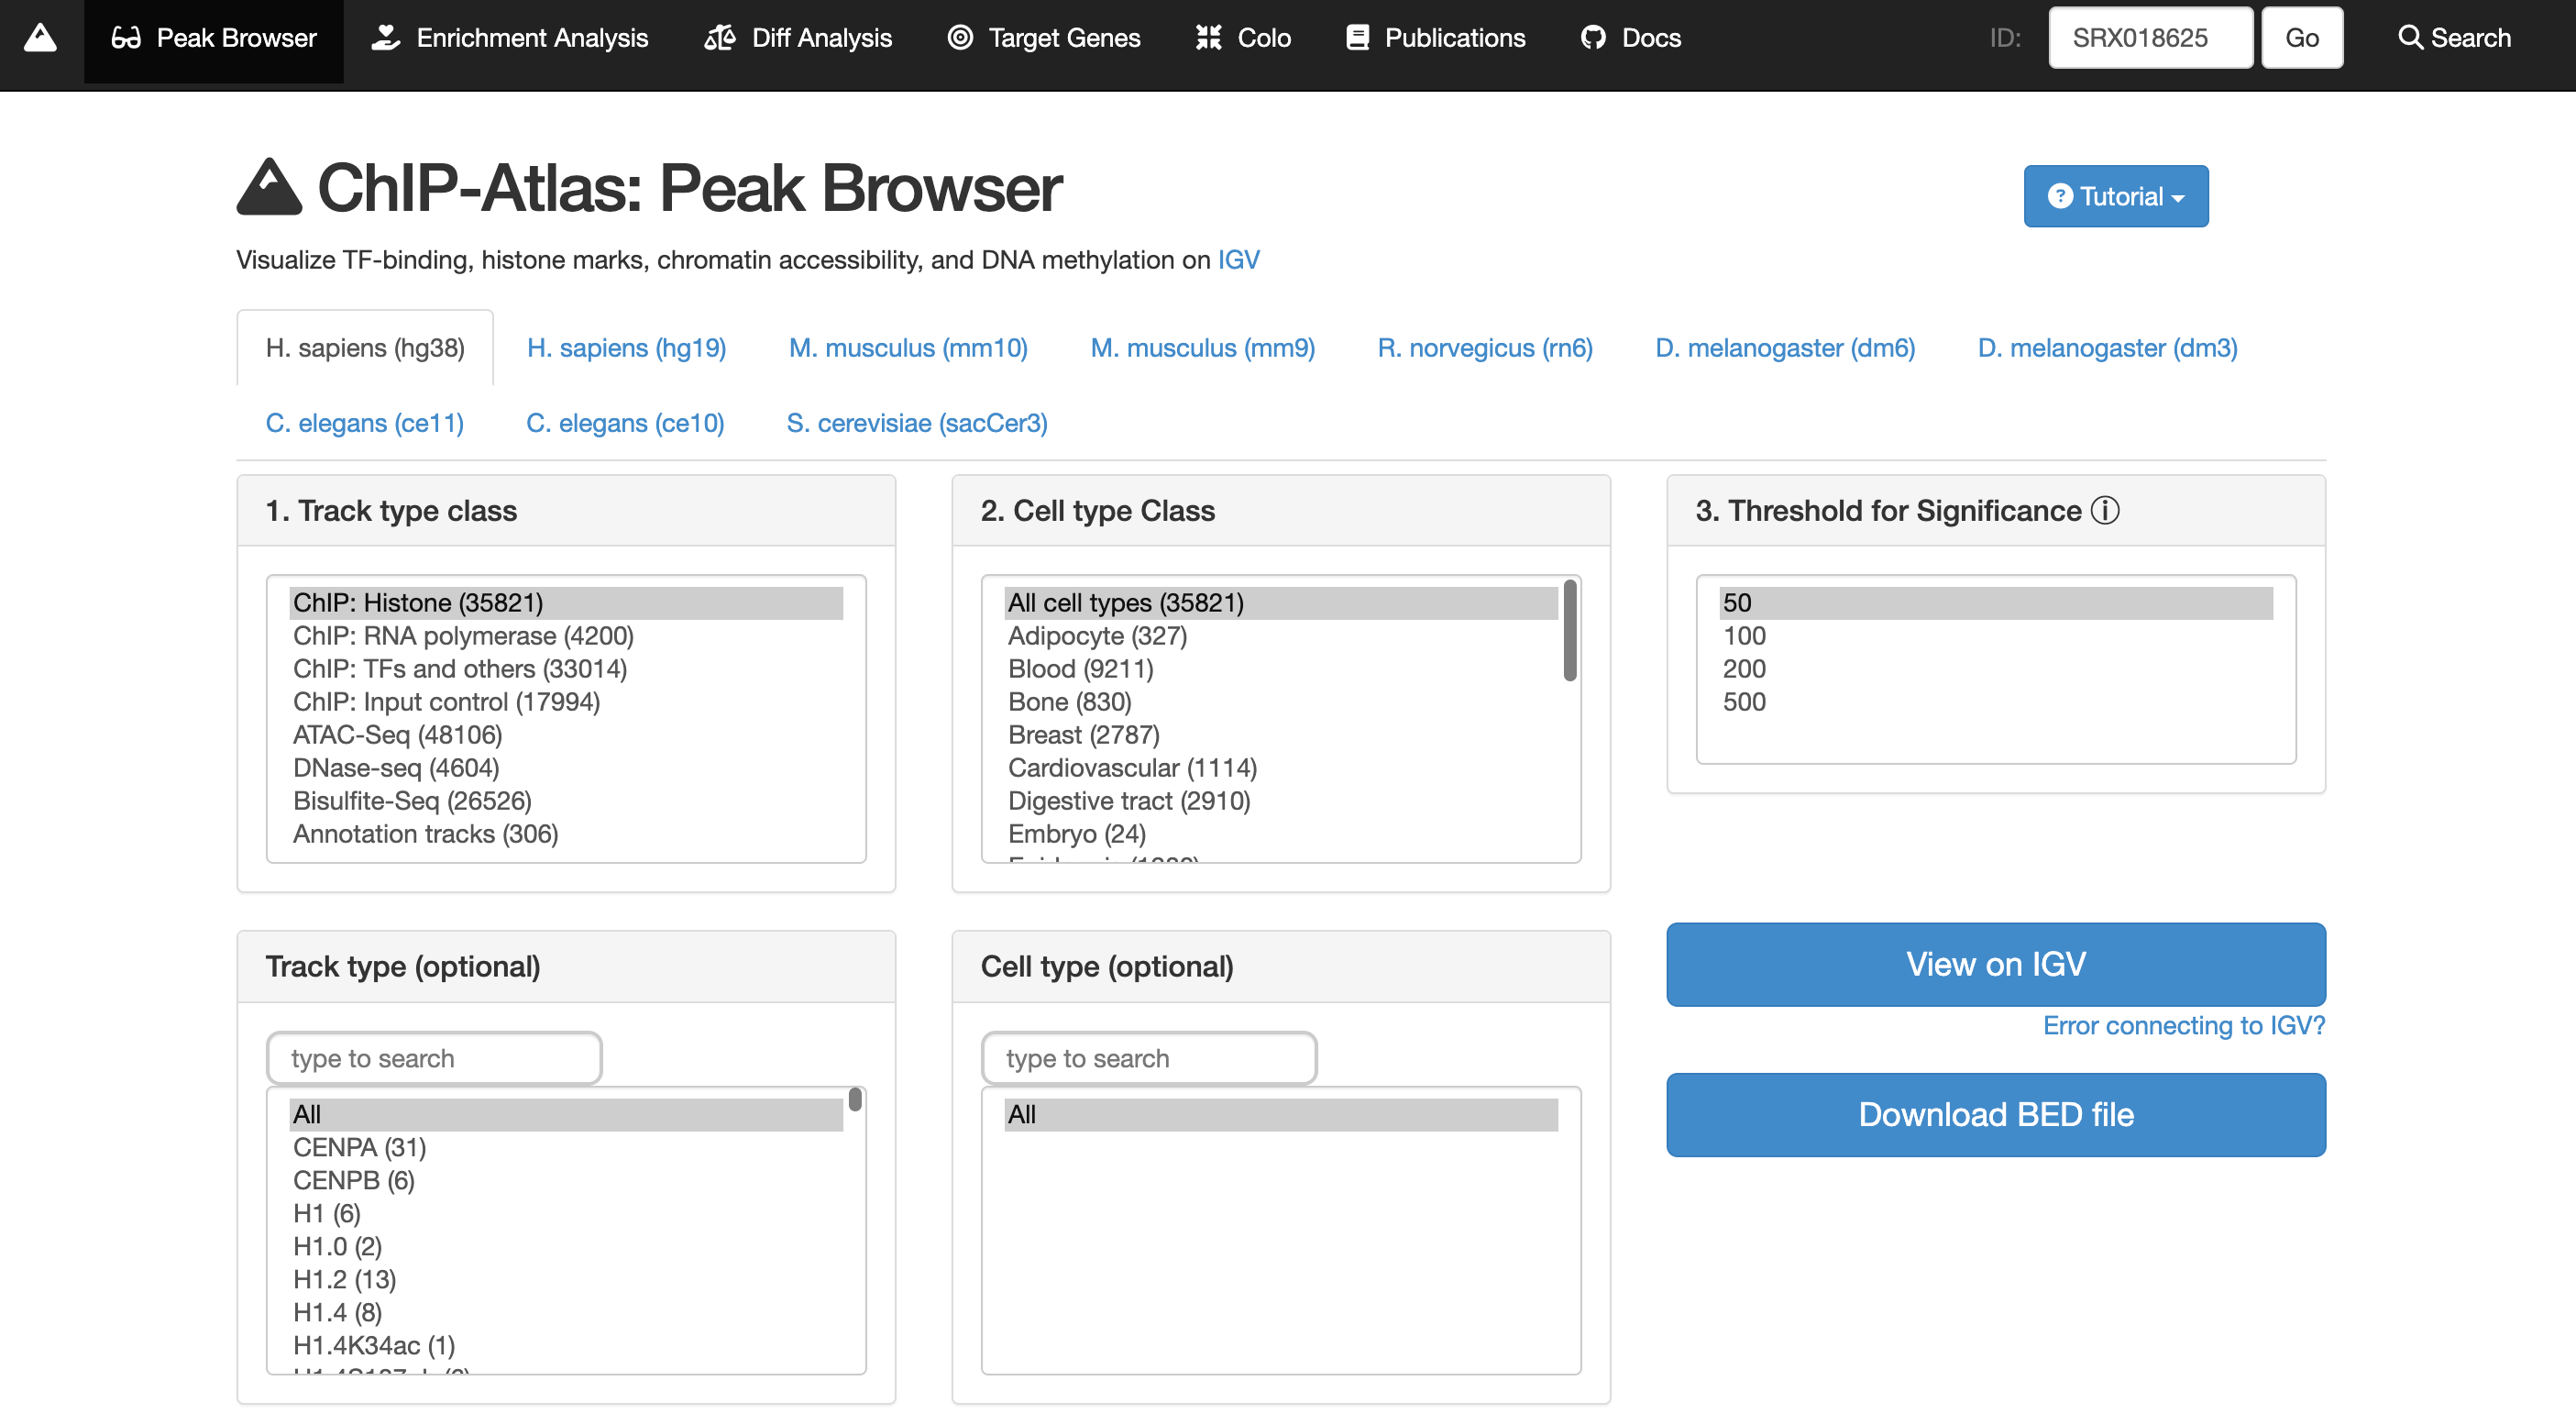 Peak Browser Enrichment Analysis Diff Analysis Target Genes Colo Publications Docs ID: SRX018625 Go Search
ChIP-Atlas: Peak Browser
Tutorial
Visualize TF-binding, histone marks, chromatin accessibility, and DNA methylation on IGV
H. sapiens (hg38) H. sapiens (hg19) M. musculus (mm10) M. musculus (mm9) R. norvegicus (rn6) D. melanogaster (dm6) D. melanogaster (dm3)
C. elegans (ce11) C. elegans (ce10) S. cerevisiae (sacCer3)
1. Track type class
ChIP: Histone (35821)
ChIP: RNA polymerase (4200)
ChIP: TFs and others (33014)
ChIP: Input control (17994)
ATAC-Seq (48106)
DNase-seq (4604)
Bisulfite-Seq (26526)
Annotation tracks (306)
2. Cell type Class
All cell types (35821)
Adipocyte (327)
Blood (9211)
Bone (830)
Breast (2787)
Cardiovascular (1114)
Digestive tract (2910)
Embryo (24)
3. Threshold for Significance
50
100
200
500
Track type (optional)
type to search
All
CENPA (31)
CENPB (6)
H1 (6)
H1.0 (2)
H1.2 (13)
H1.4 (8)
H1.4K34ac (1)
Cell type (optional)
type to search
All
View on IGV
Error connecting to IGV?
Download BED file